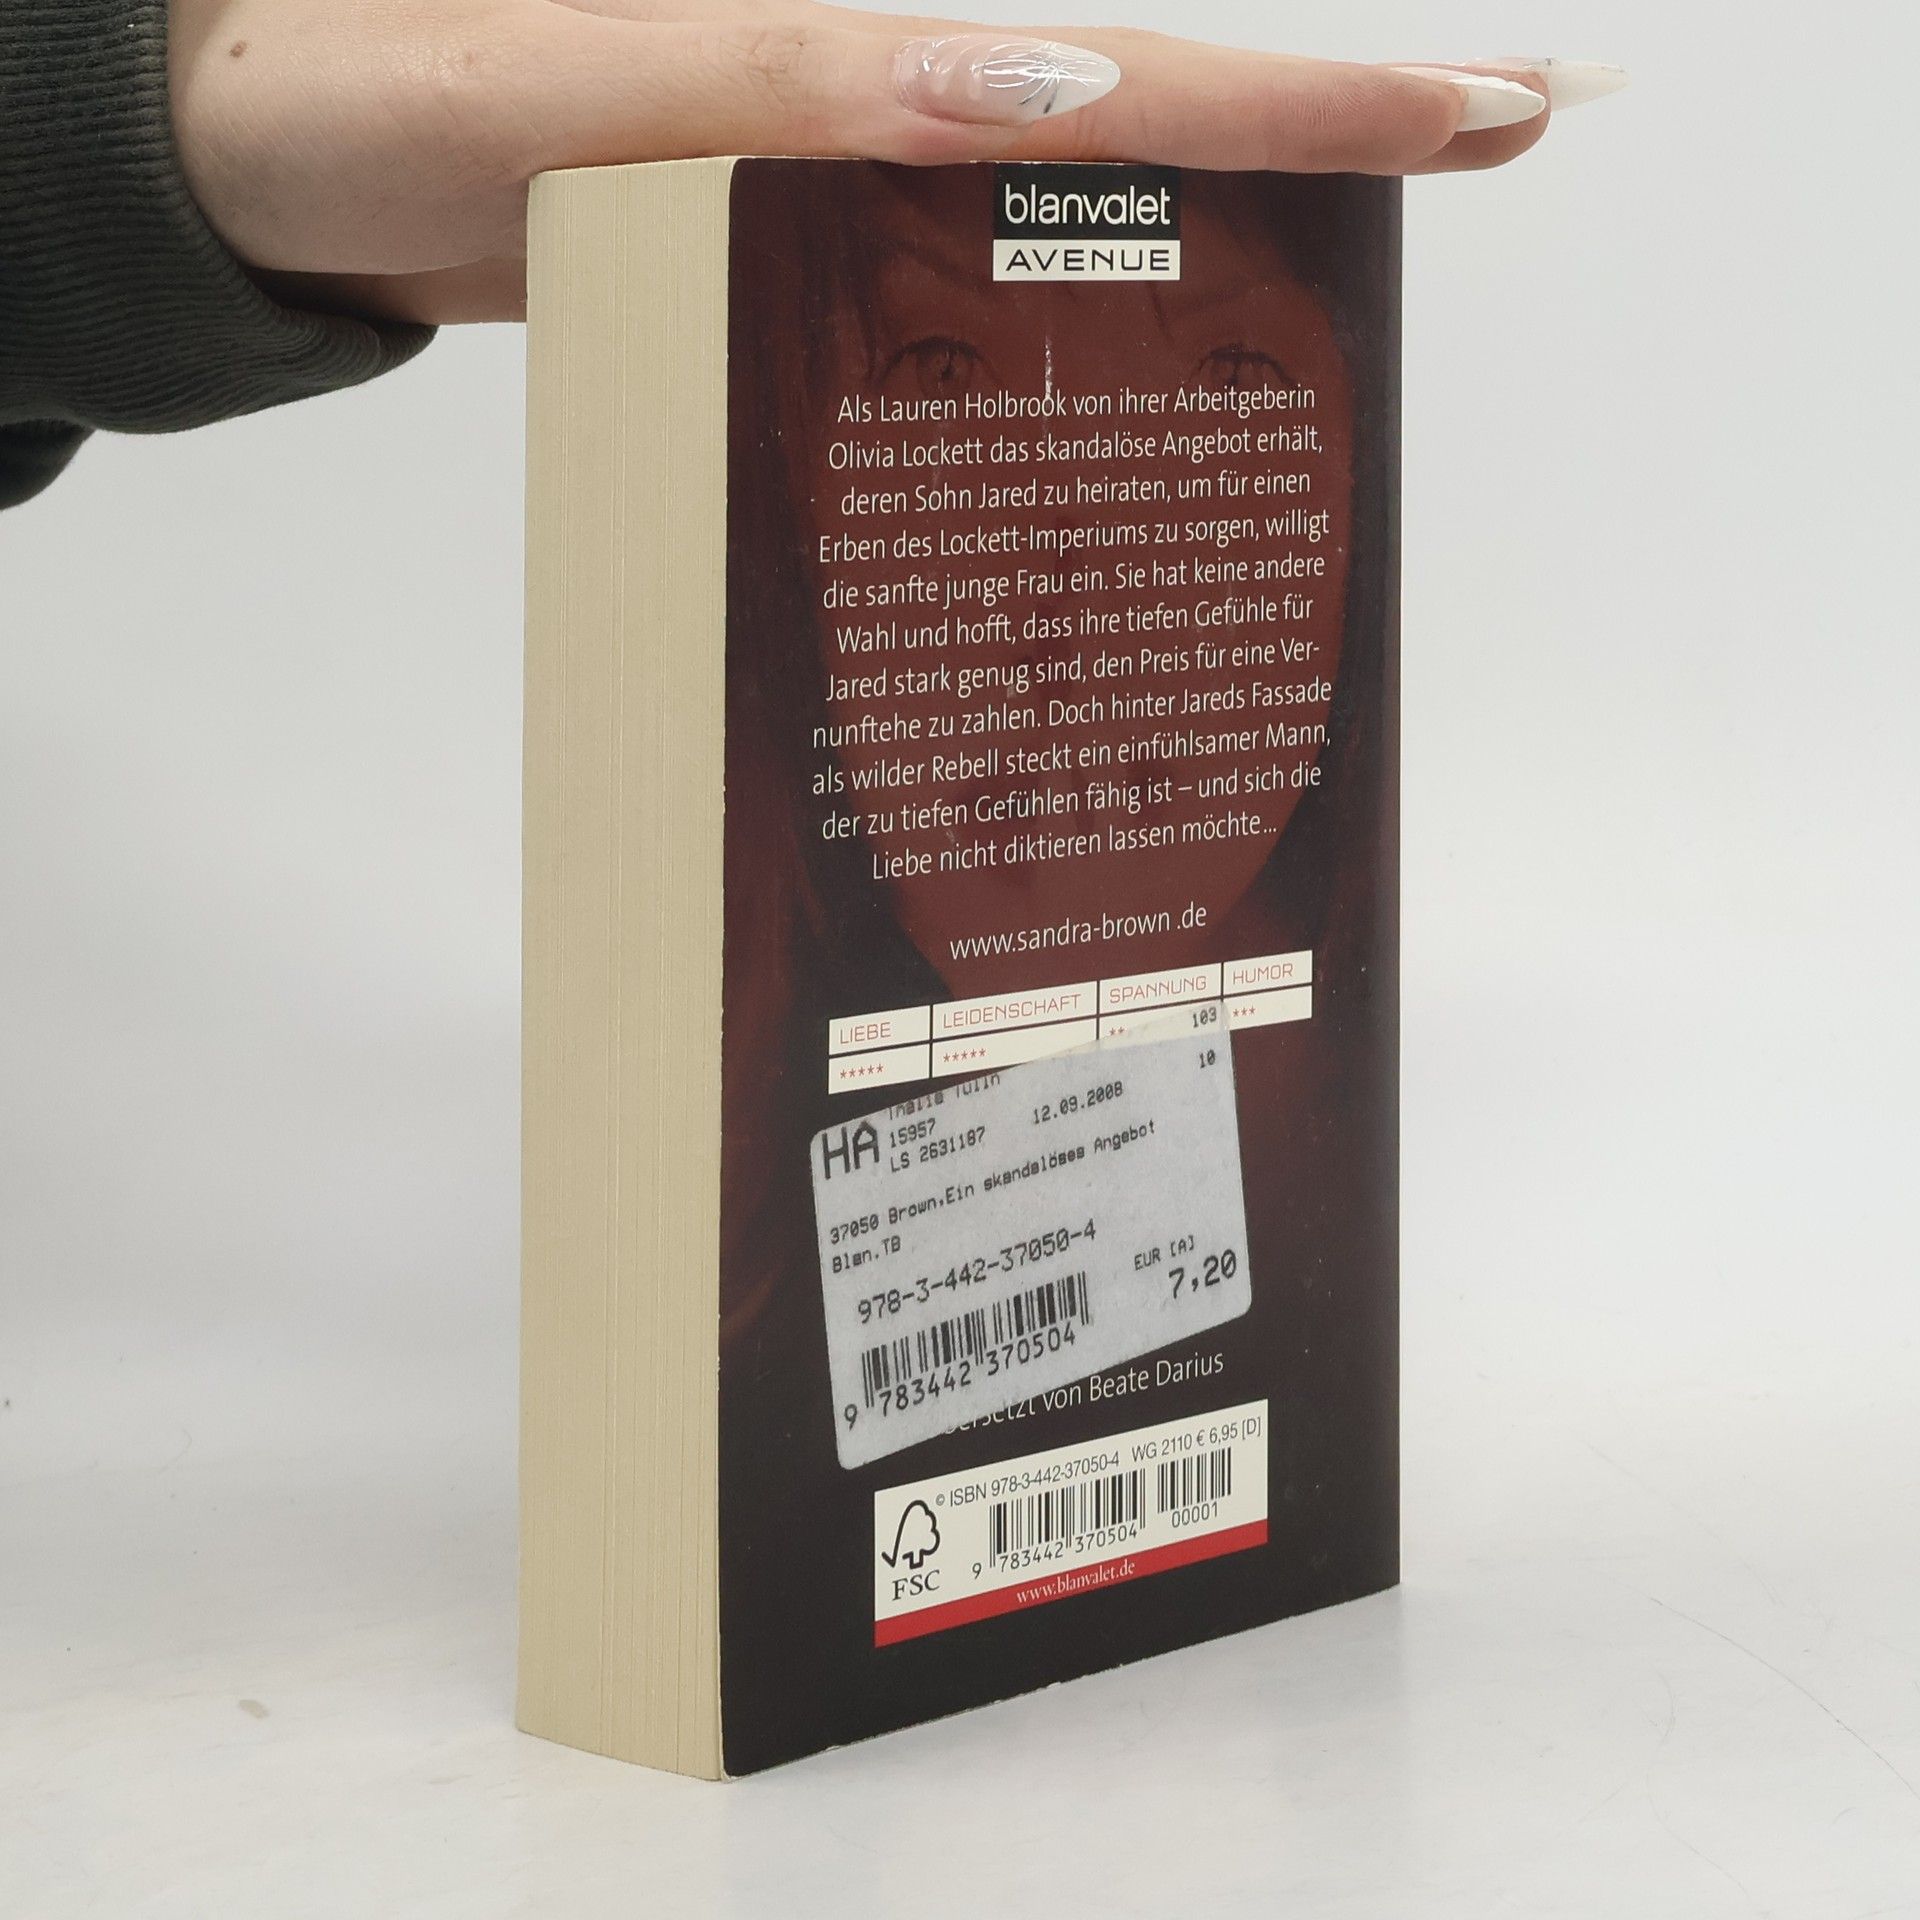 blanvalet
AVENUE
Als Lauren Holbrook von ihrer Arbeitgeberin
Olivia Lockett das skandalöse Angebot erhält,
deren Sohn Jared zu heiraten, um für einen
Erben des Lockett-Imperiums zu sorgen, willigt
die sanfte junge Frau ein. Sie hat keine andere
Wahl und hofft, dass ihre tiefen Gefühle für
Jared stark genug sind, den Preis für eine Ver-
nunftehe zu zahlen. Doch hinter Jareds Fassade
als wilder Rebell steckt ein einfühlsamer Mann,
der zu tiefen Gefühlen fähig ist – und sich die
Liebe nicht diktieren lassen möchte...
www.sandra-brown .de
LIEBE LEIDENSCHAFT SPANNUNG HUMOR
***** ***** ** ***
103
Thalia Tulln 10
HA 15957 12.09.2008
LS 2631187
37050 Brown,Ein skandalöses Angebot
Blan.TB
978-3-442-37050-4
EUR [A]
7,20
9 783442 370504
von Beate Darius
© ISBN 978-3-442-37050-4 WG 2110 € 6,95 [D]
FSC
9 783442 370504 00001
www.blanvalet.de